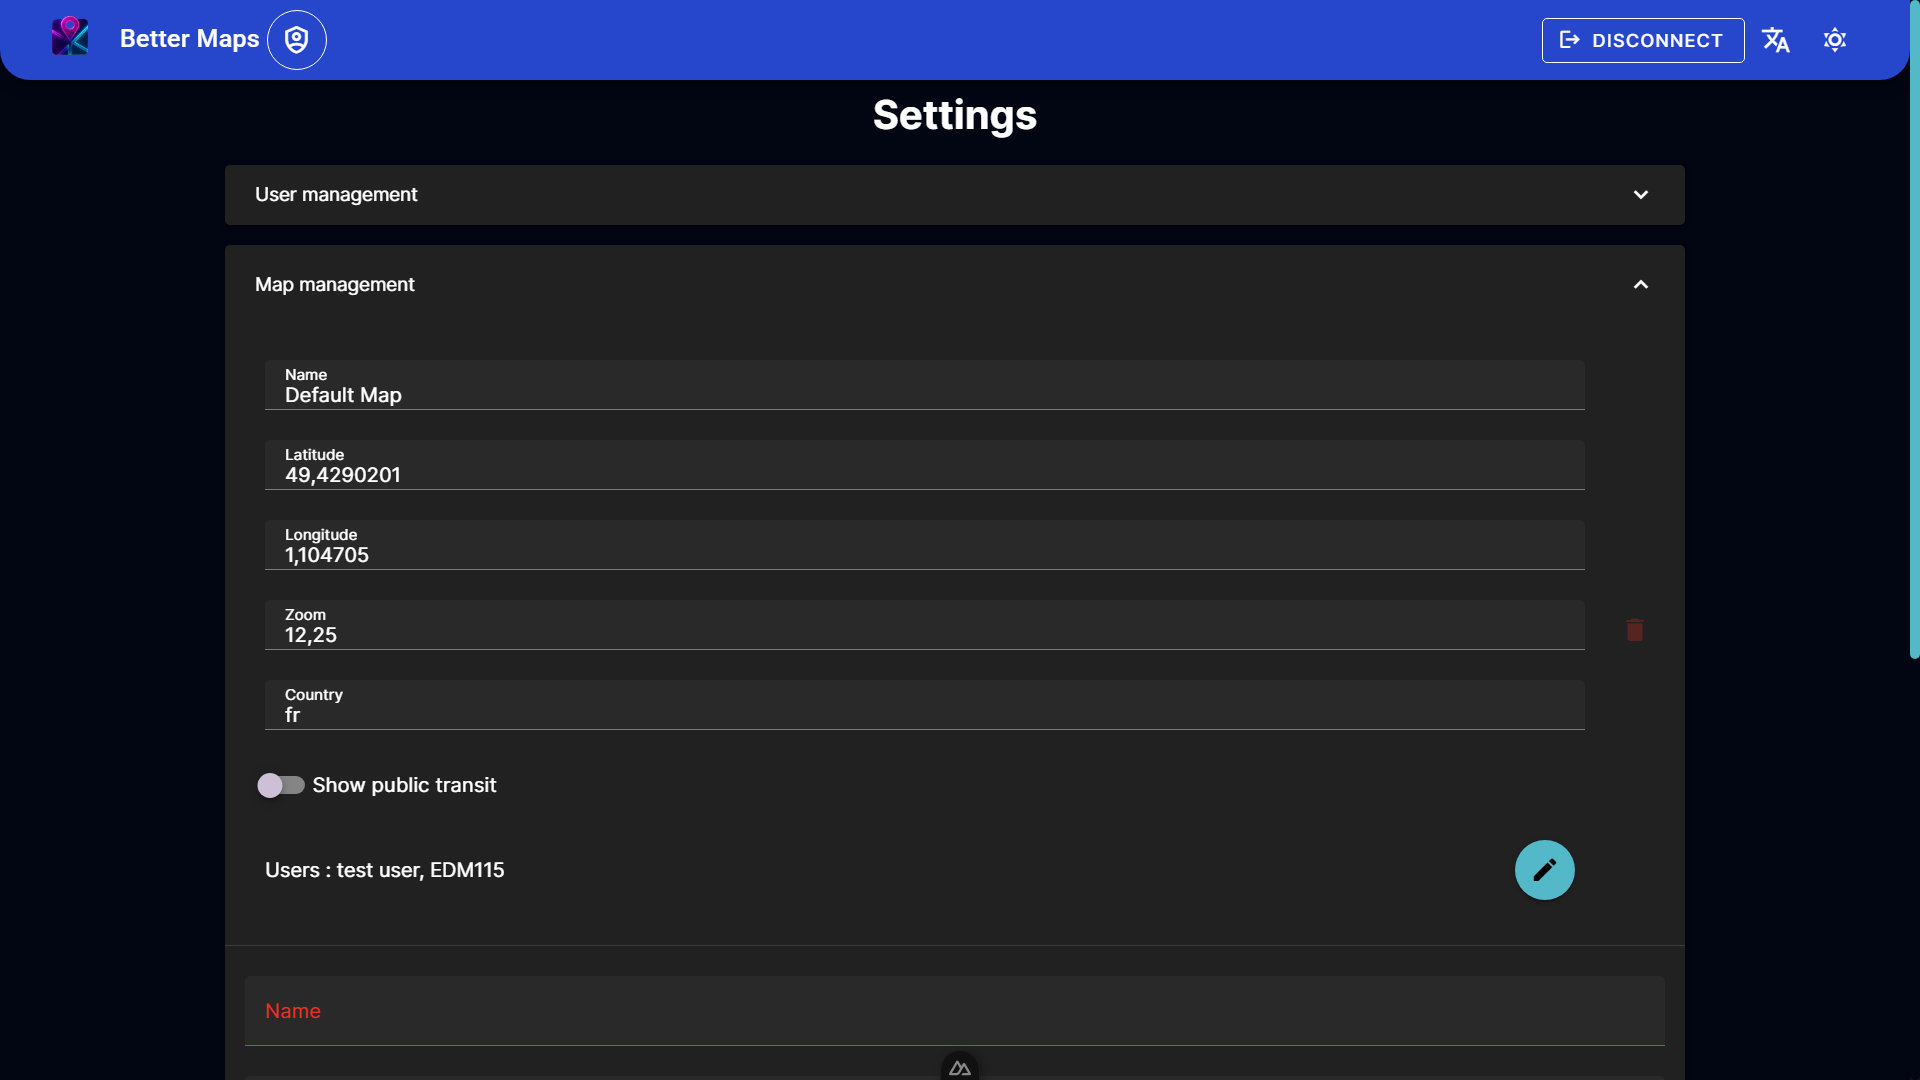 Better Maps
DISCONNECT
Settings
User management
Map management
Name
Default Map
Latitude
49,4290201
Longitude
1,104705
Zoom
12,25
Country
fr
Show public transit
Users : test user, EDM115
Name